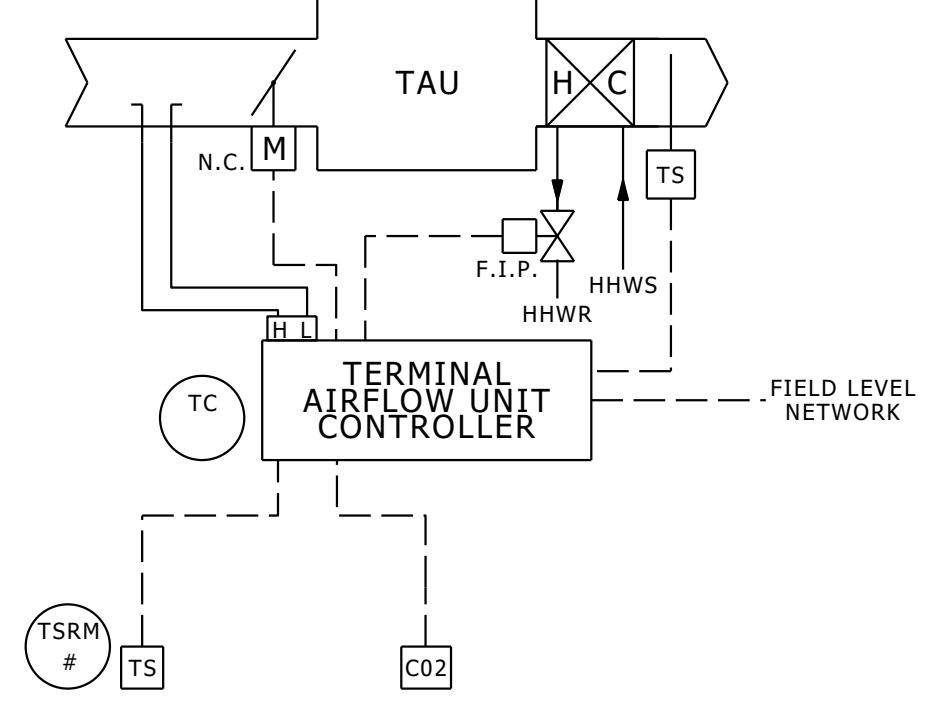 TAU
H C
M
N.C.
TS
F.I.P.
HHWS
HHWR
H L
TERMINAL
AIRFLOW UNIT
CONTROLLER
TC
FIELD LEVEL
NETWORK
TSRM
#
TS
C02